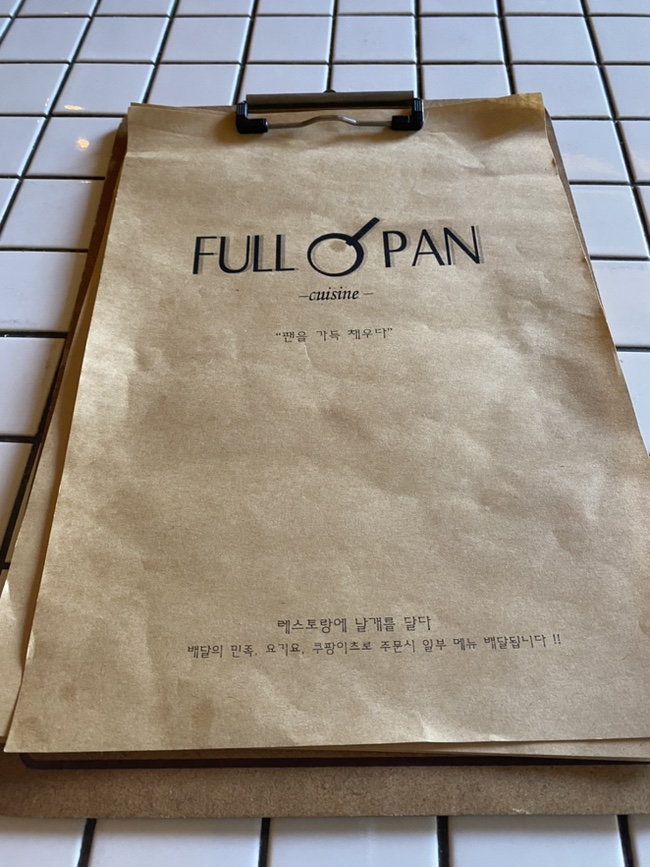 FULL PAN
–cuisine–
“팬을 가득 채우다”
레스토랑에 날개를 달다
배달의 민족, 요기요, 쿠팡이츠로 주문시 일부 메뉴 배달됩니다 !!